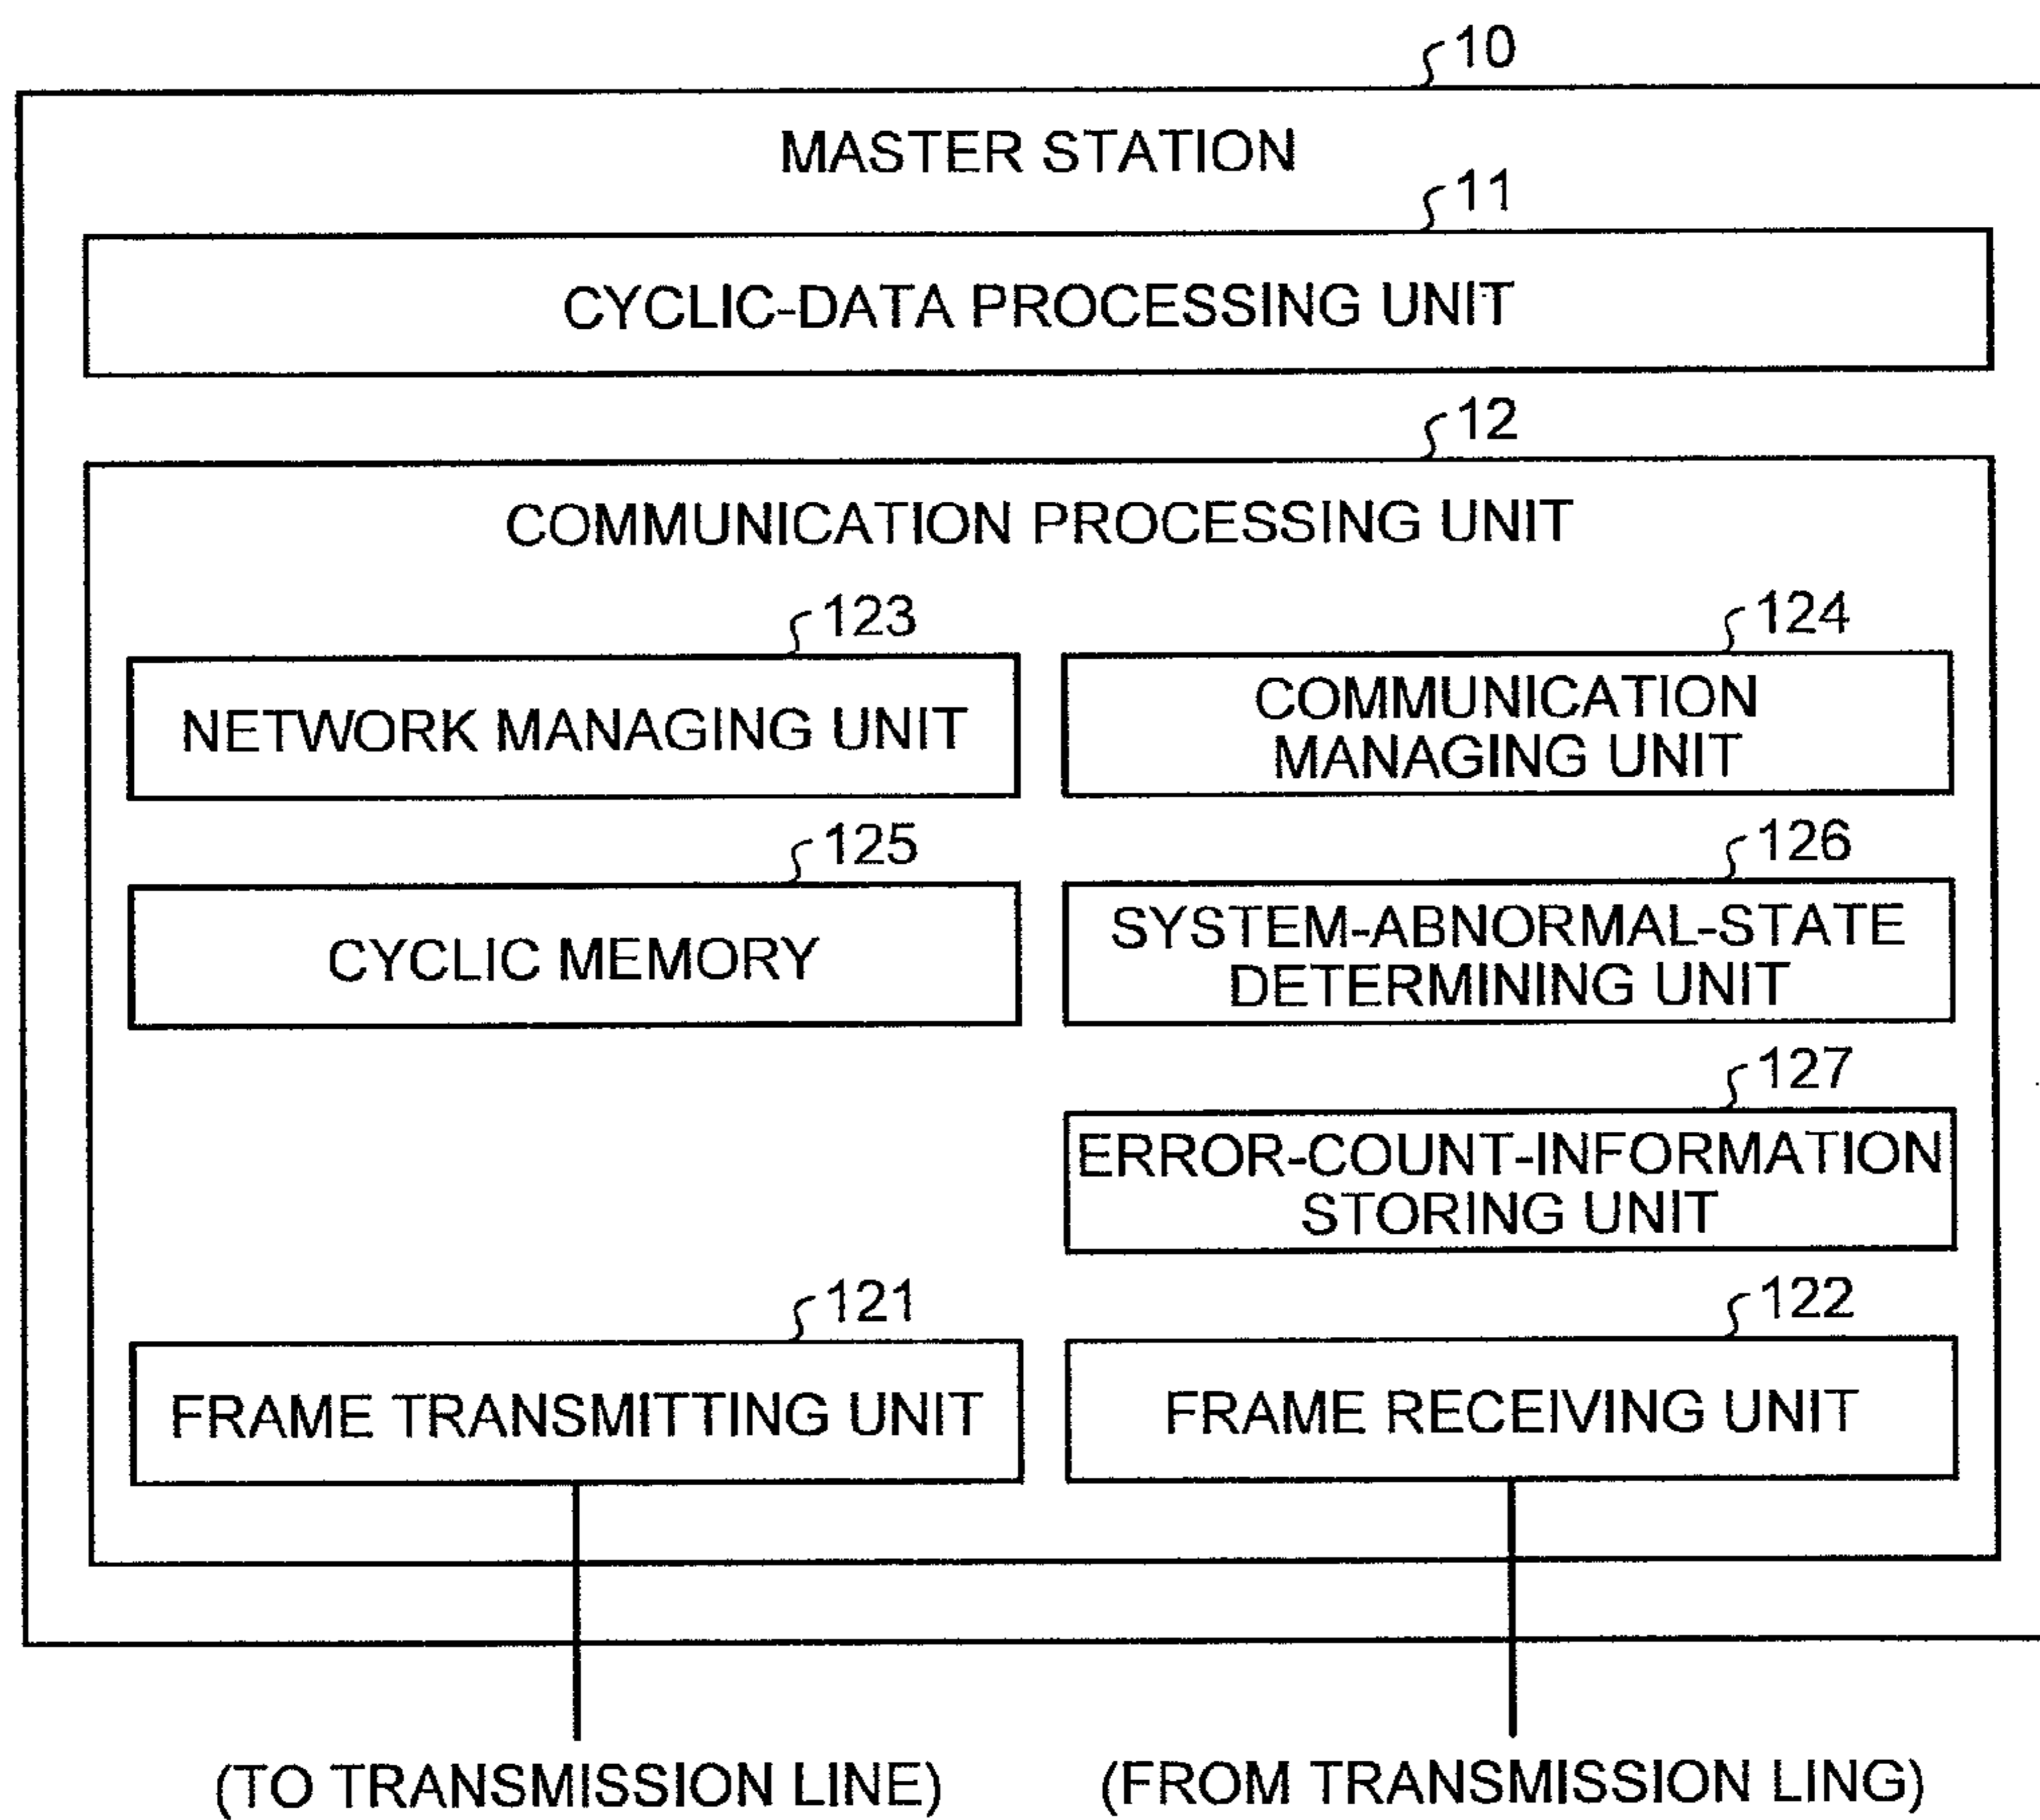 10
MASTER STATION
11
CYCLIC-DATA PROCESSING UNIT
12
COMMUNICATION PROCESSING UNIT
123
NETWORK MANAGING UNIT
124
COMMUNICATION
MANAGING UNIT
125
CYCLIC MEMORY
126
SYSTEM-ABNORMAL-STATE
DETERMINING UNIT
127
ERROR-COUNT-INFORMATION
STORING UNIT
121
FRAME TRANSMITTING UNIT
122
FRAME RECEIVING UNIT
(TO TRANSMISSION LINE)
(FROM TRANSMISSION LING)